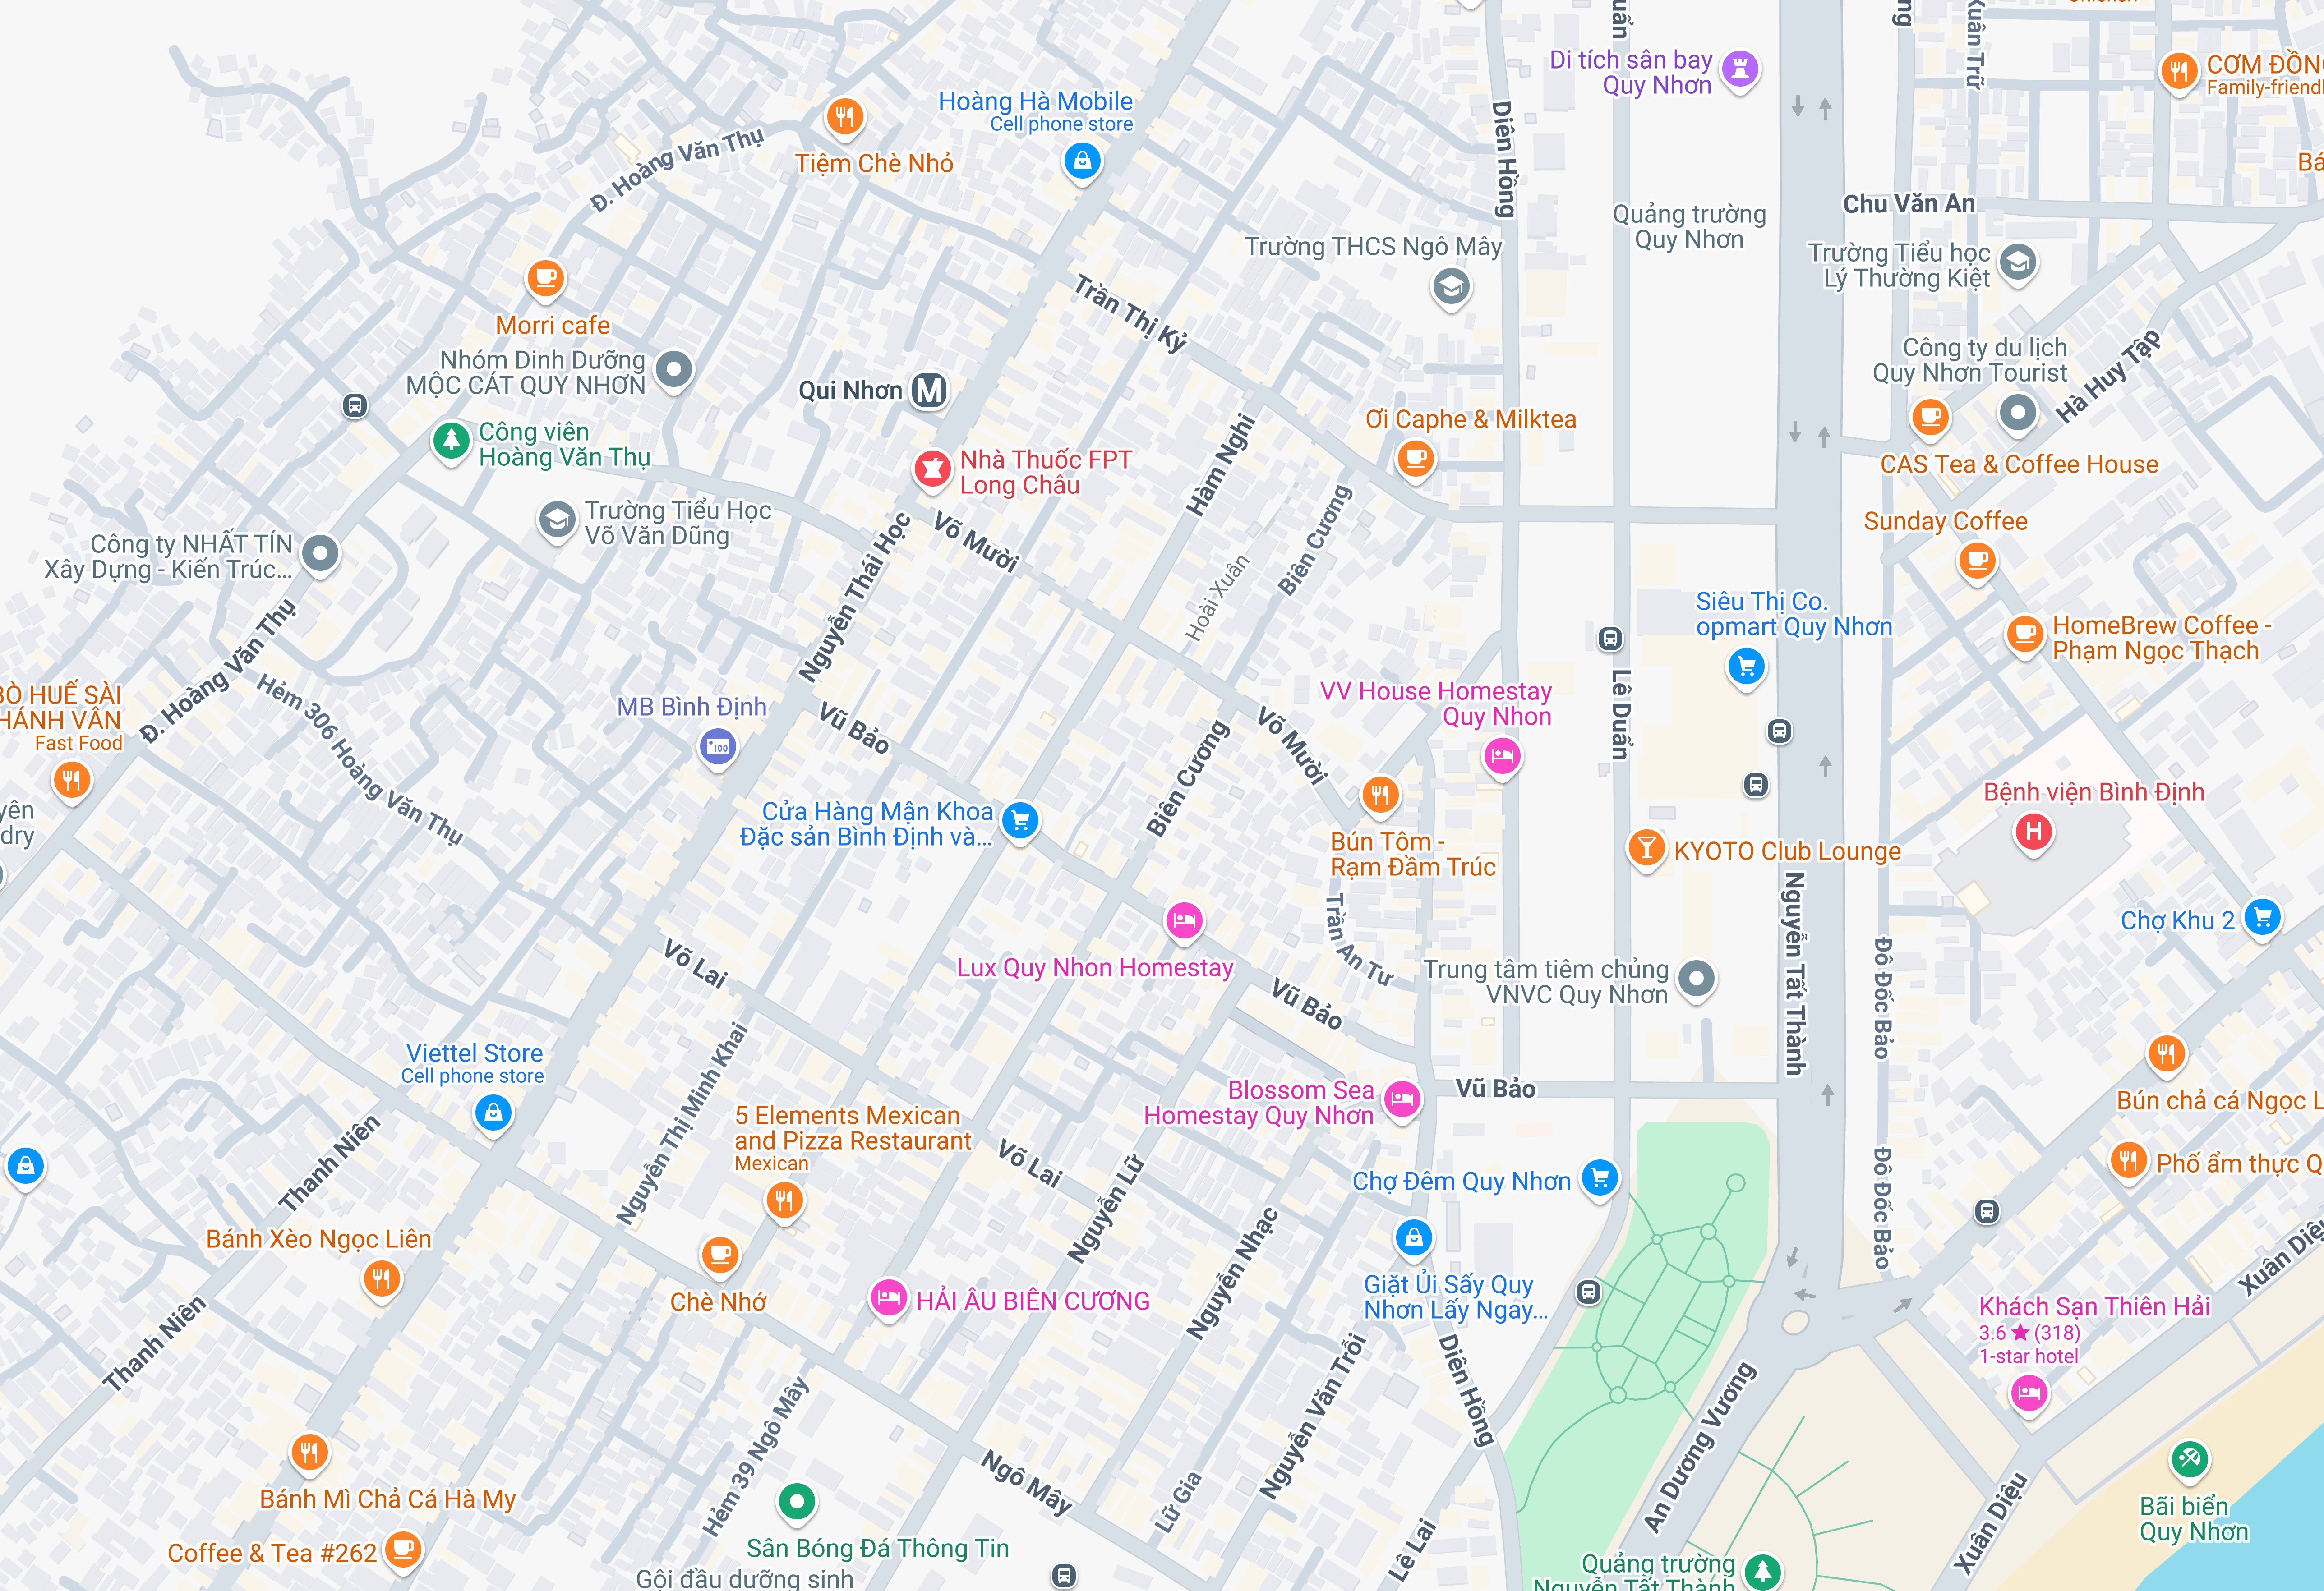 uẩn
ng
Xuân Trữ
Chicken
Di tích sân bay
Quy Nhơn
CƠM ĐỒNG
Family-friendl
Hoàng Hà Mobile
Cell phone store
Đ. Hoàng Văn Thụ
Tiệm Chè Nhỏ
Diên Hồng
Bá
Chu Văn An
Quảng trường
Quy Nhơn
Trường THCS Ngô Mây
Trường Tiểu học
Lý Thường Kiệt
Trần Thị Kỷ
Morri cafe
Nhóm Dinh Dưỡng
MỘC CÁT QUY NHƠN
Qui Nhơn
M
Công ty du lịch
Quy Nhơn Tourist
Hà Huy Tập
Ơi Caphe & Milktea
Công viên
Hoàng Văn Thụ
Nhà Thuốc FPT
Long Châu
Hàm Nghi
CAS Tea & Coffee House
Trường Tiểu Học
Võ Văn Dũng
Võ Mười
Biên Cương
Sunday Coffee
Công ty NHẤT TÍN
Xây Dựng - Kiến Trúc...
Nguyễn Thái Học
Hoài Xuân
Siêu Thị Co.
opmart Quy Nhơn
HomeBrew Coffee -
Phạm Ngọc Thạch
Đ. Hoàng Văn Thụ
BÒ HUẾ SÀI
HÁNH VÂN
Fast Food
Hẻm 306 Hoàng Văn Thụ
MB Bình Định
100
Vũ Bảo
VV House Homestay
Quy Nhon
Lê Duẩn
Võ Mười
Biên Cương
yên
dry
Cửa Hàng Mận Khoa
Đặc sản Bình Định và...
Bún Tôm -
Rạm Đầm Trúc
KYOTO Club Lounge
Bệnh viện Bình Định
H
Nguyễn Tất Thành
Trần An Tư
Chợ Khu 2
Võ Lai
Lux Quy Nhon Homestay
Vũ Bảo
Trung tâm tiêm chủng
VNVC Quy Nhơn
Đô Đốc Bảo
Viettel Store
Cell phone store
Nguyễn Thị Minh Khai
Blossom Sea
Homestay Quy Nhơn
Vũ Bảo
Bún chả cá Ngọc L
5 Elements Mexican
and Pizza Restaurant
Mexican
Thanh Niên
Võ Lai
Nguyễn Lữ
Chợ Đêm Quy Nhơn
Phố ẩm thực Q
Đô Đốc Bảo
Bánh Xèo Ngọc Liên
Nguyễn Nhạc
Xuân Diệ
Chè Nhớ
HẢI ÂU BIÊN CƯƠNG
Giặt Ủi Sấy Quy
Nhơn Lấy Ngay...
Khách Sạn Thiên Hải
3.6 ★ (318)
1-star hotel
Thanh Niên
Diên Hồng
Nguyễn Văn Trỗi
An Dương Vương
Hẻm 39 Ngô Mây
Ngô Mây
Lữ Gia
Bánh Mì Chả Cá Hà My
Xuân Diệu
Bãi biển
Quy Nhơn
Coffee & Tea #262
Sân Bóng Đá Thông Tin
Lê Lai
Gội đầu dưỡng sinh
Quảng trường
Nguyễn Tất Thành